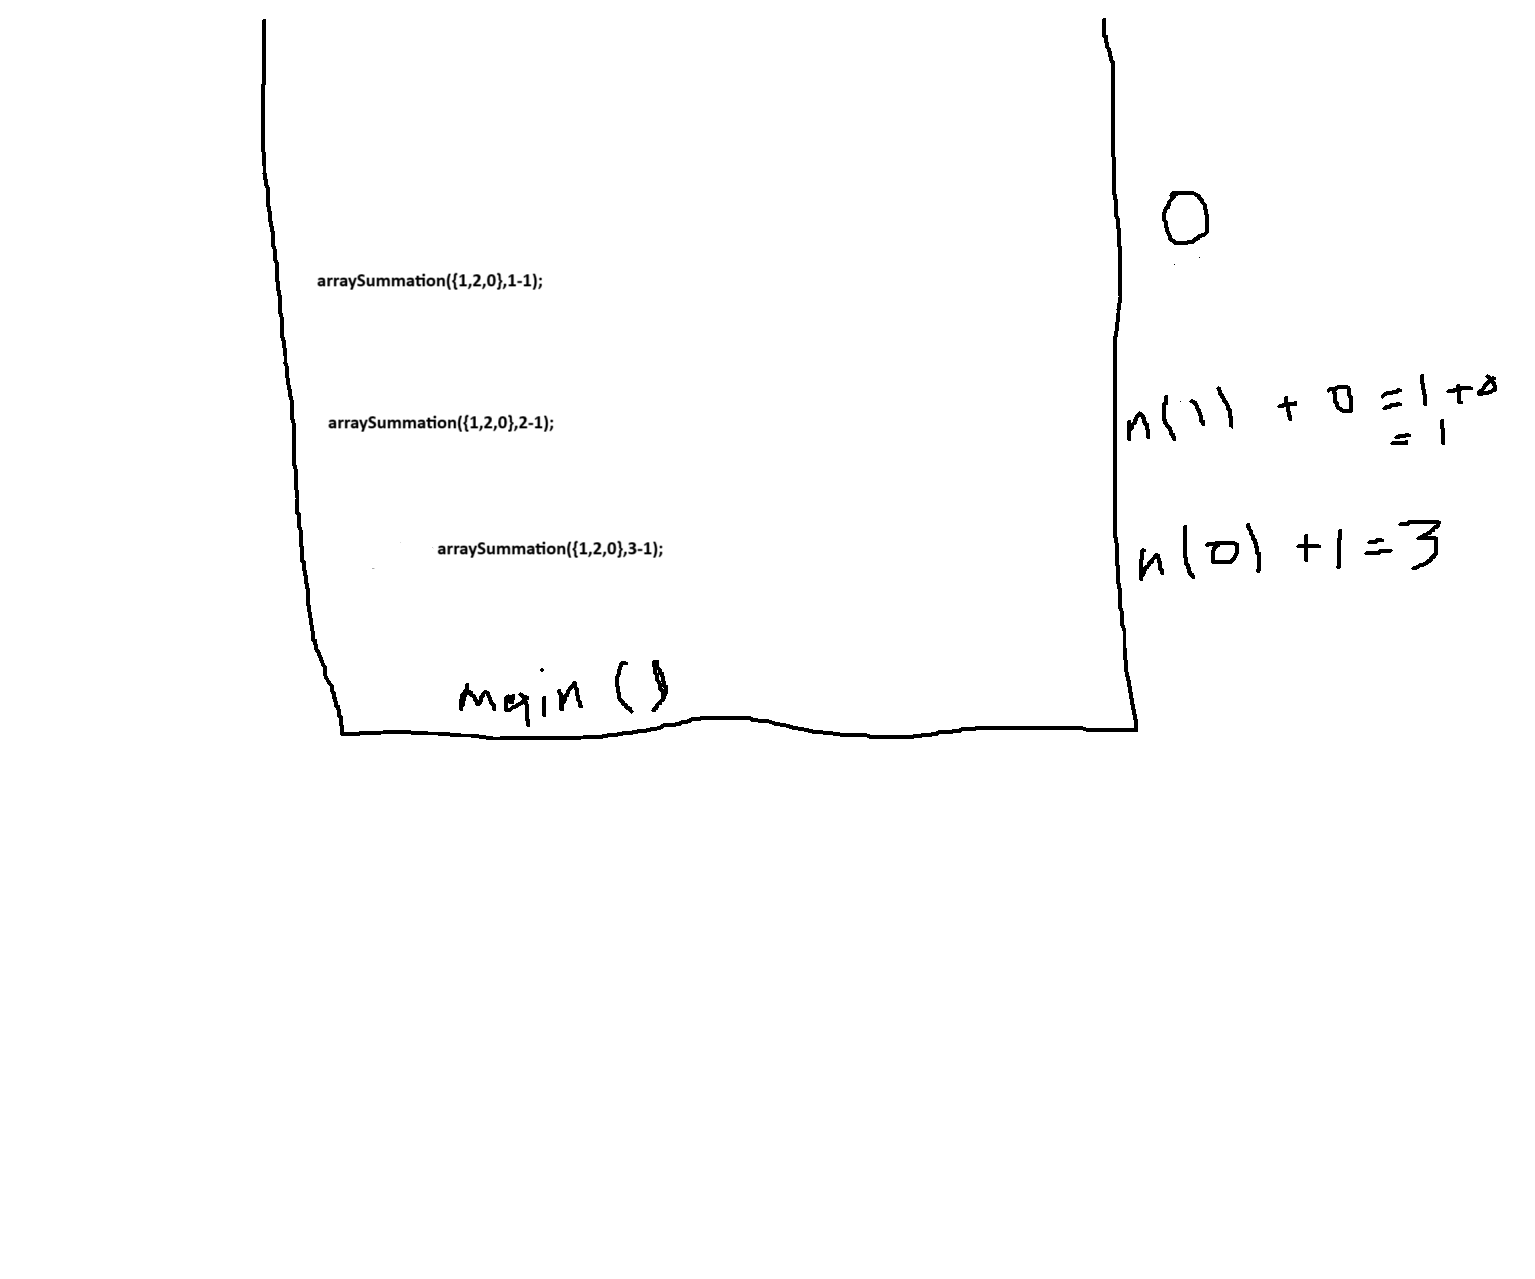 0
arraySummation({1,2,0},1-1);
n(1) + 0 = 1 + 0
= 1
arraySummation({1,2,0},2-1);
arraySummation({1,2,0},3-1);
n(0) + 1 = 3
main ()